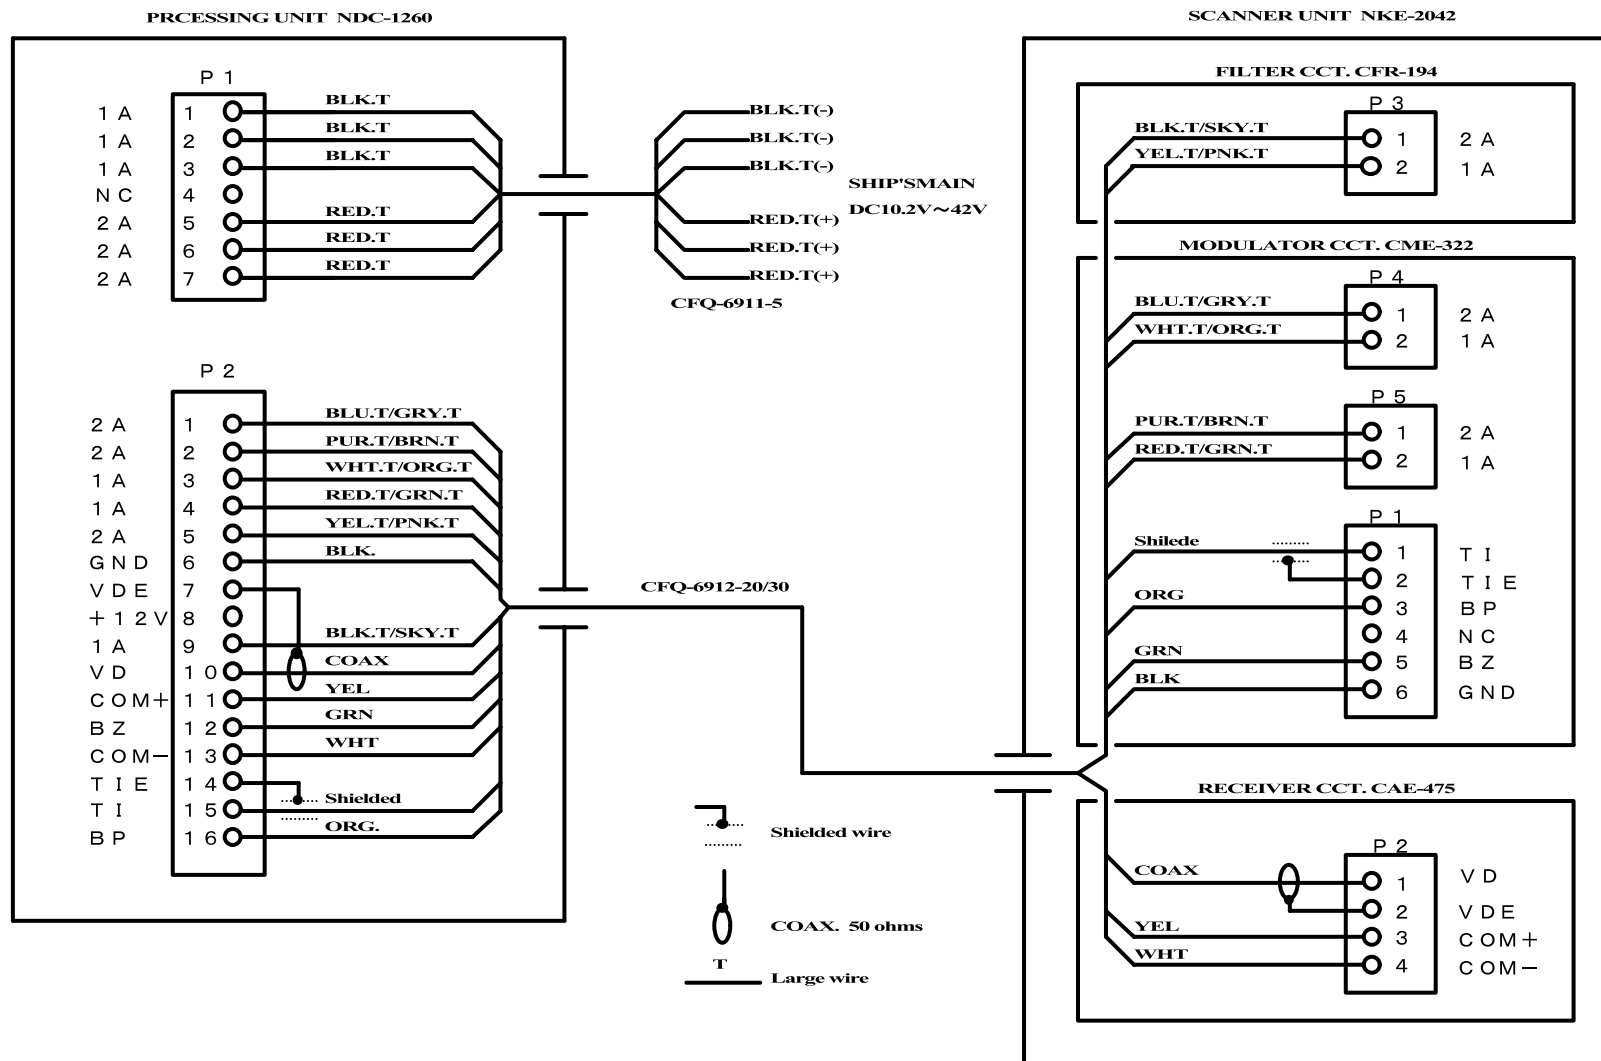 PRCESSING UNIT NDC-1260
P 1
1 A 1 BLK.T
1 A 2 BLK.T
1 A 3 BLK.T
N C 4
2 A 5 RED.T
2 A 6 RED.T
2 A 7 RED.T
BLK.T(-)
BLK.T(-)
BLK.T(-)
SHIP'SMAIN
DC10.2V～42V
RED.T(+)
RED.T(+)
RED.T(+)
CFQ-6911-5
P 2
2 A 1 BLU.T/GRY.T
2 A 2 PUR.T/BRN.T
1 A 3 WHT.T/ORG.T
1 A 4 RED.T/GRN.T
2 A 5 YEL.T/PNK.T
G N D 6 BLK.
V D E 7
+ 1 2 V 8
1 A 9 BLK.T/SKY.T
V D 1 0 COAX
C O M + 1 1 YEL
B Z 1 2 GRN
C O M − 1 3 WHT
T I E 1 4
T I 1 5 Shielded
B P 1 6 ORG.
CFQ-6912-20/30
Shielded wire
COAX. 50 ohms
T
Large wire
SCANNER UNIT NKE-2042
FILTER CCT. CFR-194
P 3
BLK.T/SKY.T 1 2 A
YEL.T/PNK.T 2 1 A
MODULATOR CCT. CME-322
P 4
BLU.T/GRY.T 1 2 A
WHT.T/ORG.T 2 1 A
P 5
PUR.T/BRN.T 1 2 A
RED.T/GRN.T 2 1 A
P 1
Shilede 1 T I
2 T I E
ORG 3 B P
4 N C
GRN 5 B Z
BLK 6 G N D
RECEIVER CCT. CAE-475
P 2
COAX 1 V D
2 V D E
YEL 3 C O M +
WHT 4 C O M −